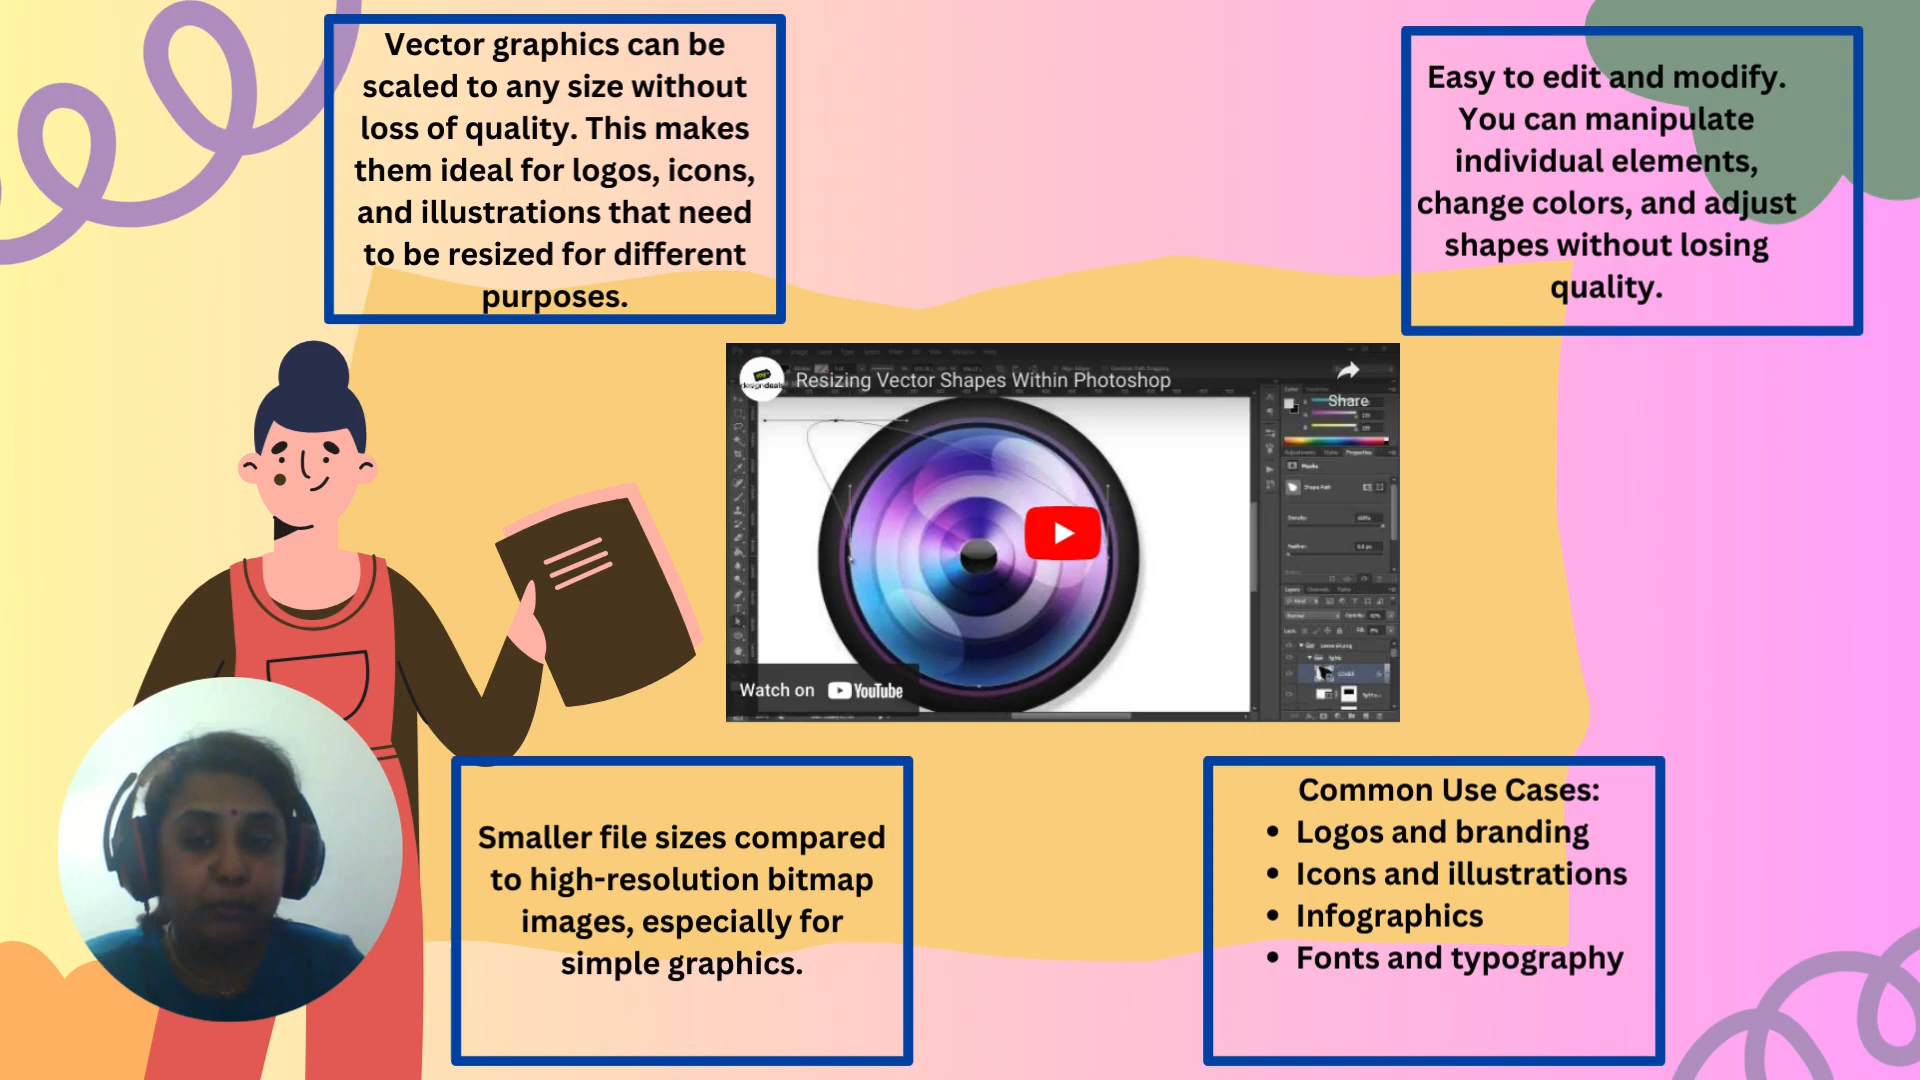 Vector graphics can be
scaled to any size without
loss of quality. This makes
them ideal for logos, icons,
and illustrations that need
to be resized for different
purposes.
Easy to edit and modify.
You can manipulate
individual elements,
change colors, and adjust
shapes without losing
quality.
Resizing Vector Shapes Within Photoshop
Share
Watch on YouTube
Smaller file sizes compared
to high-resolution bitmap
images, especially for
simple graphics.
Common Use Cases:
• Logos and branding
• Icons and illustrations
• Infographics
• Fonts and typography